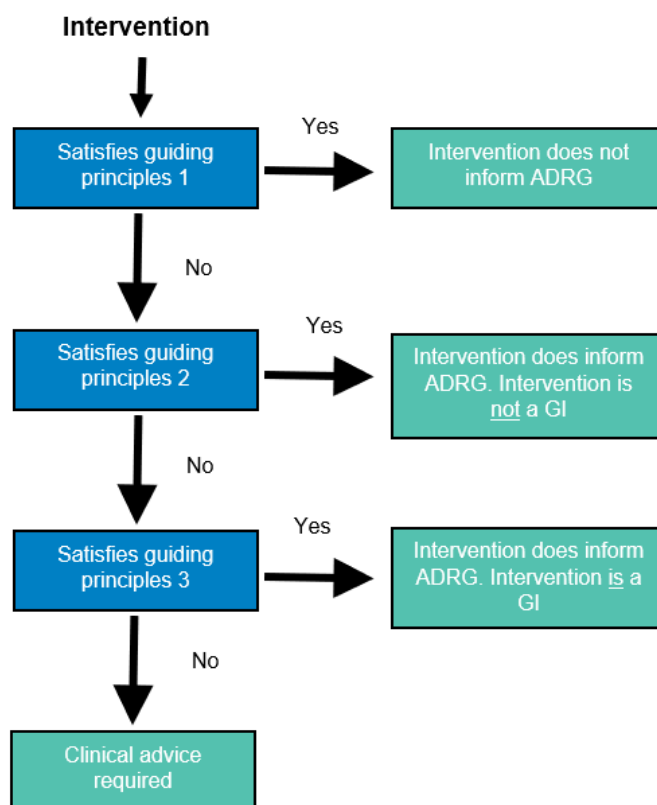 Intervention
Satisfies guiding
principles 1
Yes
Intervention does not
inform ADRG
No
Satisfies guiding
principles 2
Yes
Intervention does inform
ADRG. Intervention is
not a GI
No
Satisfies guiding
principles 3
Yes
Intervention does inform
ADRG. Intervention is a
GI
No
Clinical advice
required